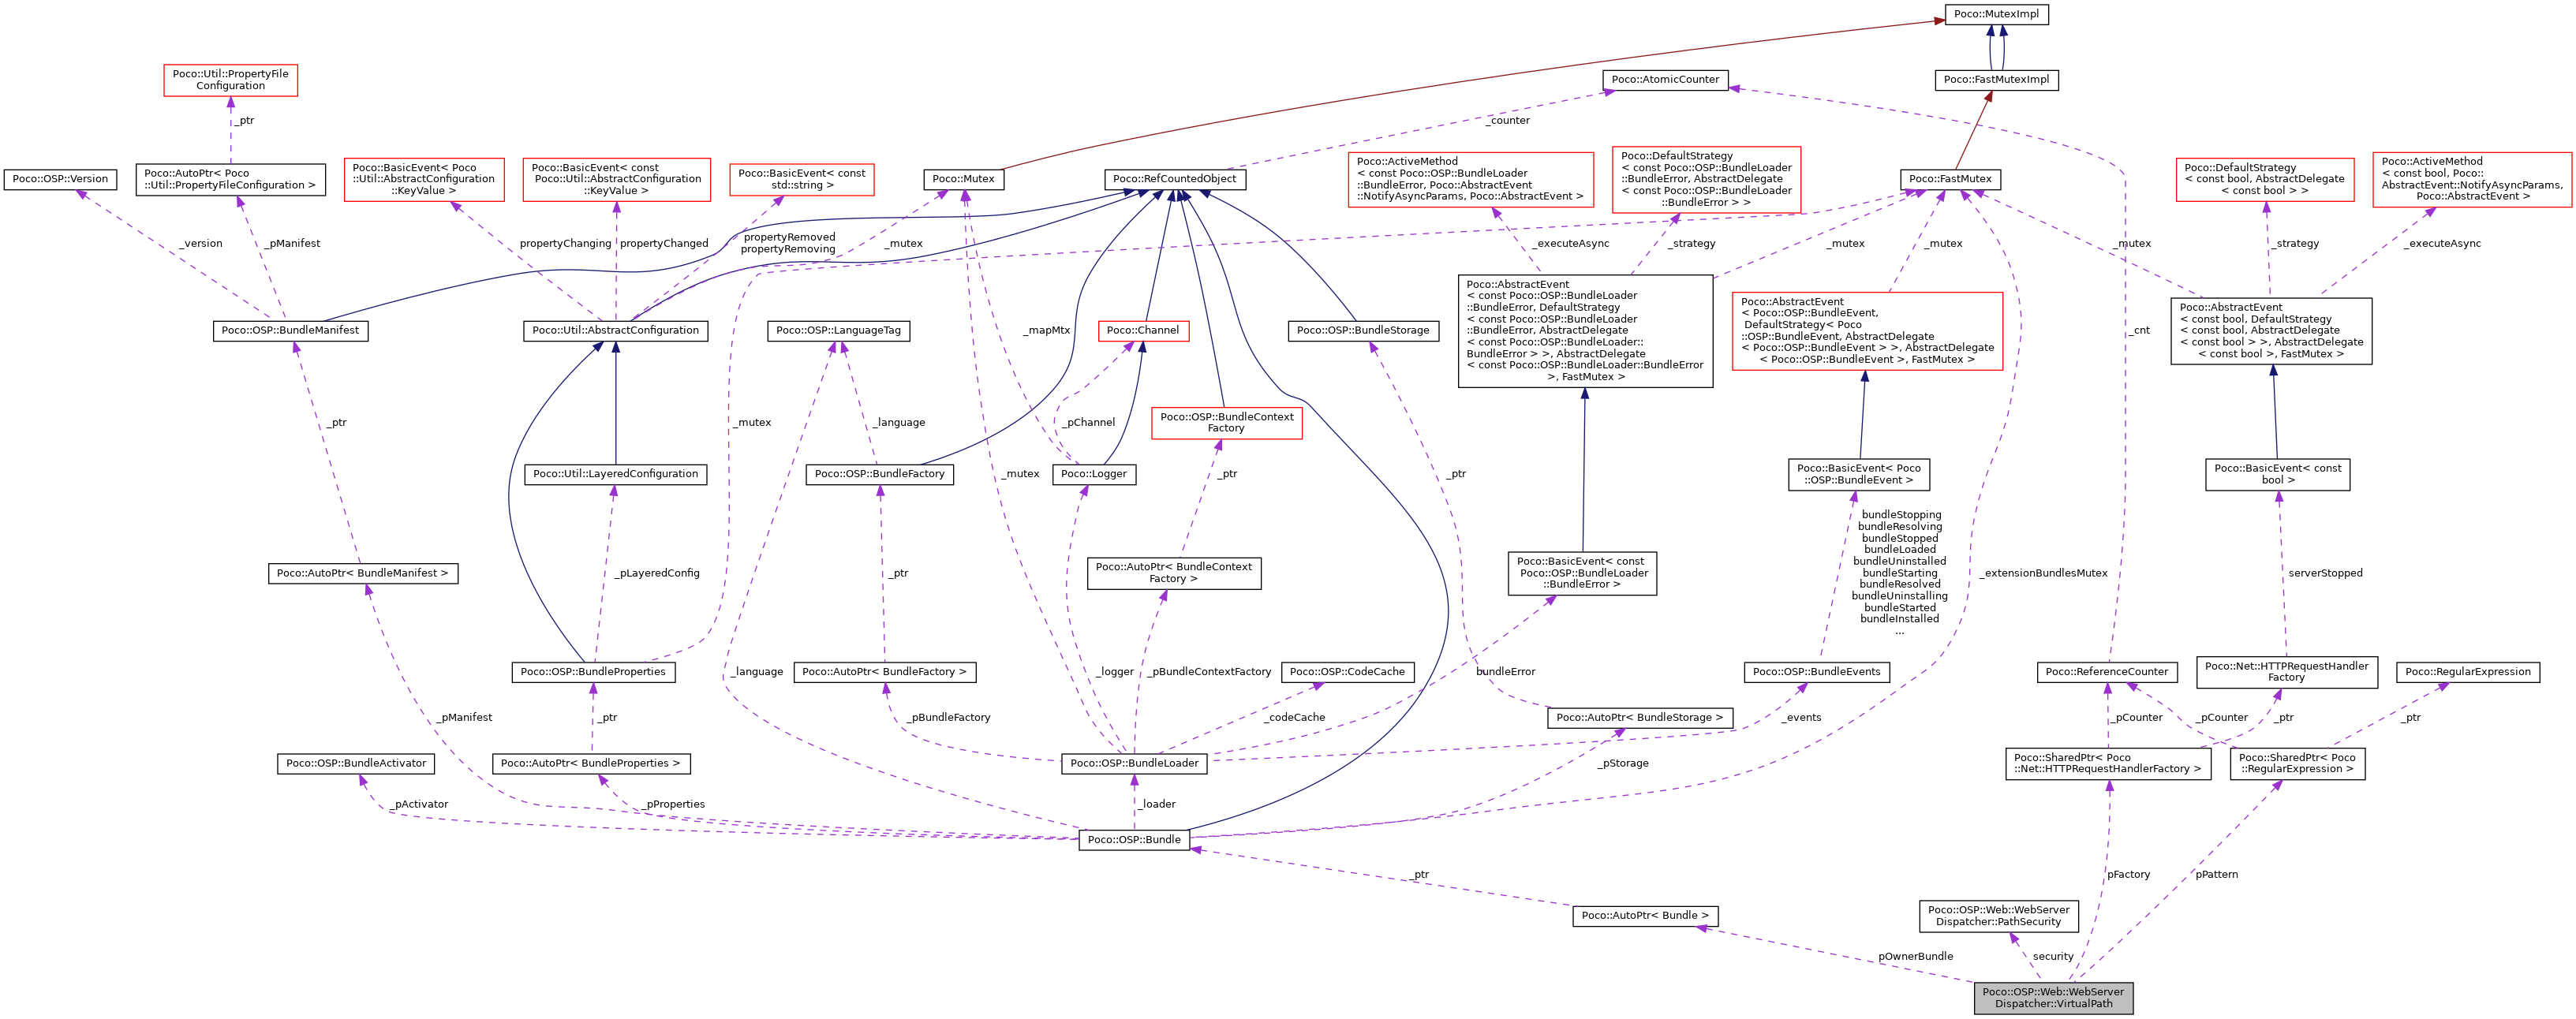 Poco::MutexImpl
Poco::Util::PropertyFile
Configuration
Poco::AtomicCounter
Poco::FastMutexImpl
_ptr
_counter
Poco::OSP::Version
Poco::AutoPtr< Poco
::Util::PropertyFileConfiguration >
Poco::BasicEvent< Poco
::Util::AbstractConfiguration
::KeyValue >
Poco::BasicEvent< const
Poco::Util::AbstractConfiguration
::KeyValue >
Poco::BasicEvent< const
std::string >
Poco::Mutex
Poco::RefCountedObject
Poco::ActiveMethod
< const Poco::OSP::BundleLoader
::BundleError, Poco::AbstractEvent
::NotifyAsyncParams, Poco::AbstractEvent >
Poco::DefaultStrategy
< const Poco::OSP::BundleLoader
::BundleError, AbstractDelegate
< const Poco::OSP::BundleLoader
::BundleError > >
Poco::FastMutex
Poco::DefaultStrategy
< const bool, AbstractDelegate
< const bool > >
Poco::ActiveMethod
< const bool, Poco::
AbstractEvent::NotifyAsyncParams,
Poco::AbstractEvent >
_version
_pManifest
propertyChanging
propertyChanged
propertyRemoved
propertyRemoving
_mutex
_executeAsync
_strategy
_mutex
_mutex
_mutex
_strategy
_executeAsync
Poco::OSP::BundleManifest
Poco::Util::AbstractConfiguration
Poco::OSP::LanguageTag
_mapMtx
Poco::Channel
Poco::OSP::BundleStorage
Poco::AbstractEvent
< const Poco::OSP::BundleLoader
::BundleError, DefaultStrategy
< const Poco::OSP::BundleLoader
::BundleError, AbstractDelegate
< const Poco::OSP::BundleLoader::
BundleError > >, AbstractDelegate
< const Poco::OSP::BundleLoader::BundleError
>, FastMutex >
Poco::AbstractEvent
< Poco::OSP::BundleEvent,
DefaultStrategy< Poco
::OSP::BundleEvent, AbstractDelegate
< Poco::OSP::BundleEvent > >, AbstractDelegate
< Poco::OSP::BundleEvent >, FastMutex >
_cnt
Poco::AbstractEvent
< const bool, DefaultStrategy
< const bool, AbstractDelegate
< const bool > >, AbstractDelegate
< const bool >, FastMutex >
_ptr
_mutex
_language
_pChannel
Poco::OSP::BundleContext
Factory
Poco::Util::LayeredConfiguration
Poco::OSP::BundleFactory
_mutex
Poco::Logger
_ptr
_ptr
Poco::BasicEvent< Poco
::OSP::BundleEvent >
Poco::BasicEvent< const
bool >
bundleStopping
bundleResolving
bundleStopped
bundleLoaded
bundleUninstalled
bundleStarting
bundleResolved
bundleUninstalling
bundleStarted
bundleInstalled
...
Poco::AutoPtr< BundleManifest >
_pLayeredConfig
_ptr
Poco::AutoPtr< BundleContext
Factory >
Poco::BasicEvent< const
Poco::OSP::BundleLoader
::BundleError >
_extensionBundlesMutex
serverStopped
Poco::OSP::BundleProperties
_language
Poco::AutoPtr< BundleFactory >
_logger
_pBundleContextFactory
Poco::OSP::CodeCache
bundleError
Poco::OSP::BundleEvents
Poco::ReferenceCounter
Poco::Net::HTTPRequestHandler
Factory
Poco::RegularExpression
_pManifest
_ptr
_pBundleFactory
_codeCache
Poco::AutoPtr< BundleStorage >
_events
_pCounter
_pCounter
_ptr
_ptr
Poco::OSP::BundleActivator
Poco::AutoPtr< BundleProperties >
Poco::OSP::BundleLoader
_pStorage
Poco::SharedPtr< Poco
::Net::HTTPRequestHandlerFactory >
Poco::SharedPtr< Poco
::RegularExpression >
_pActivator
_pProperties
_loader
Poco::OSP::Bundle
_ptr
pFactory
pPattern
Poco::AutoPtr< Bundle >
Poco::OSP::Web::WebServer
Dispatcher::PathSecurity
pOwnerBundle
security
Poco::OSP::Web::WebServer
Dispatcher::VirtualPath